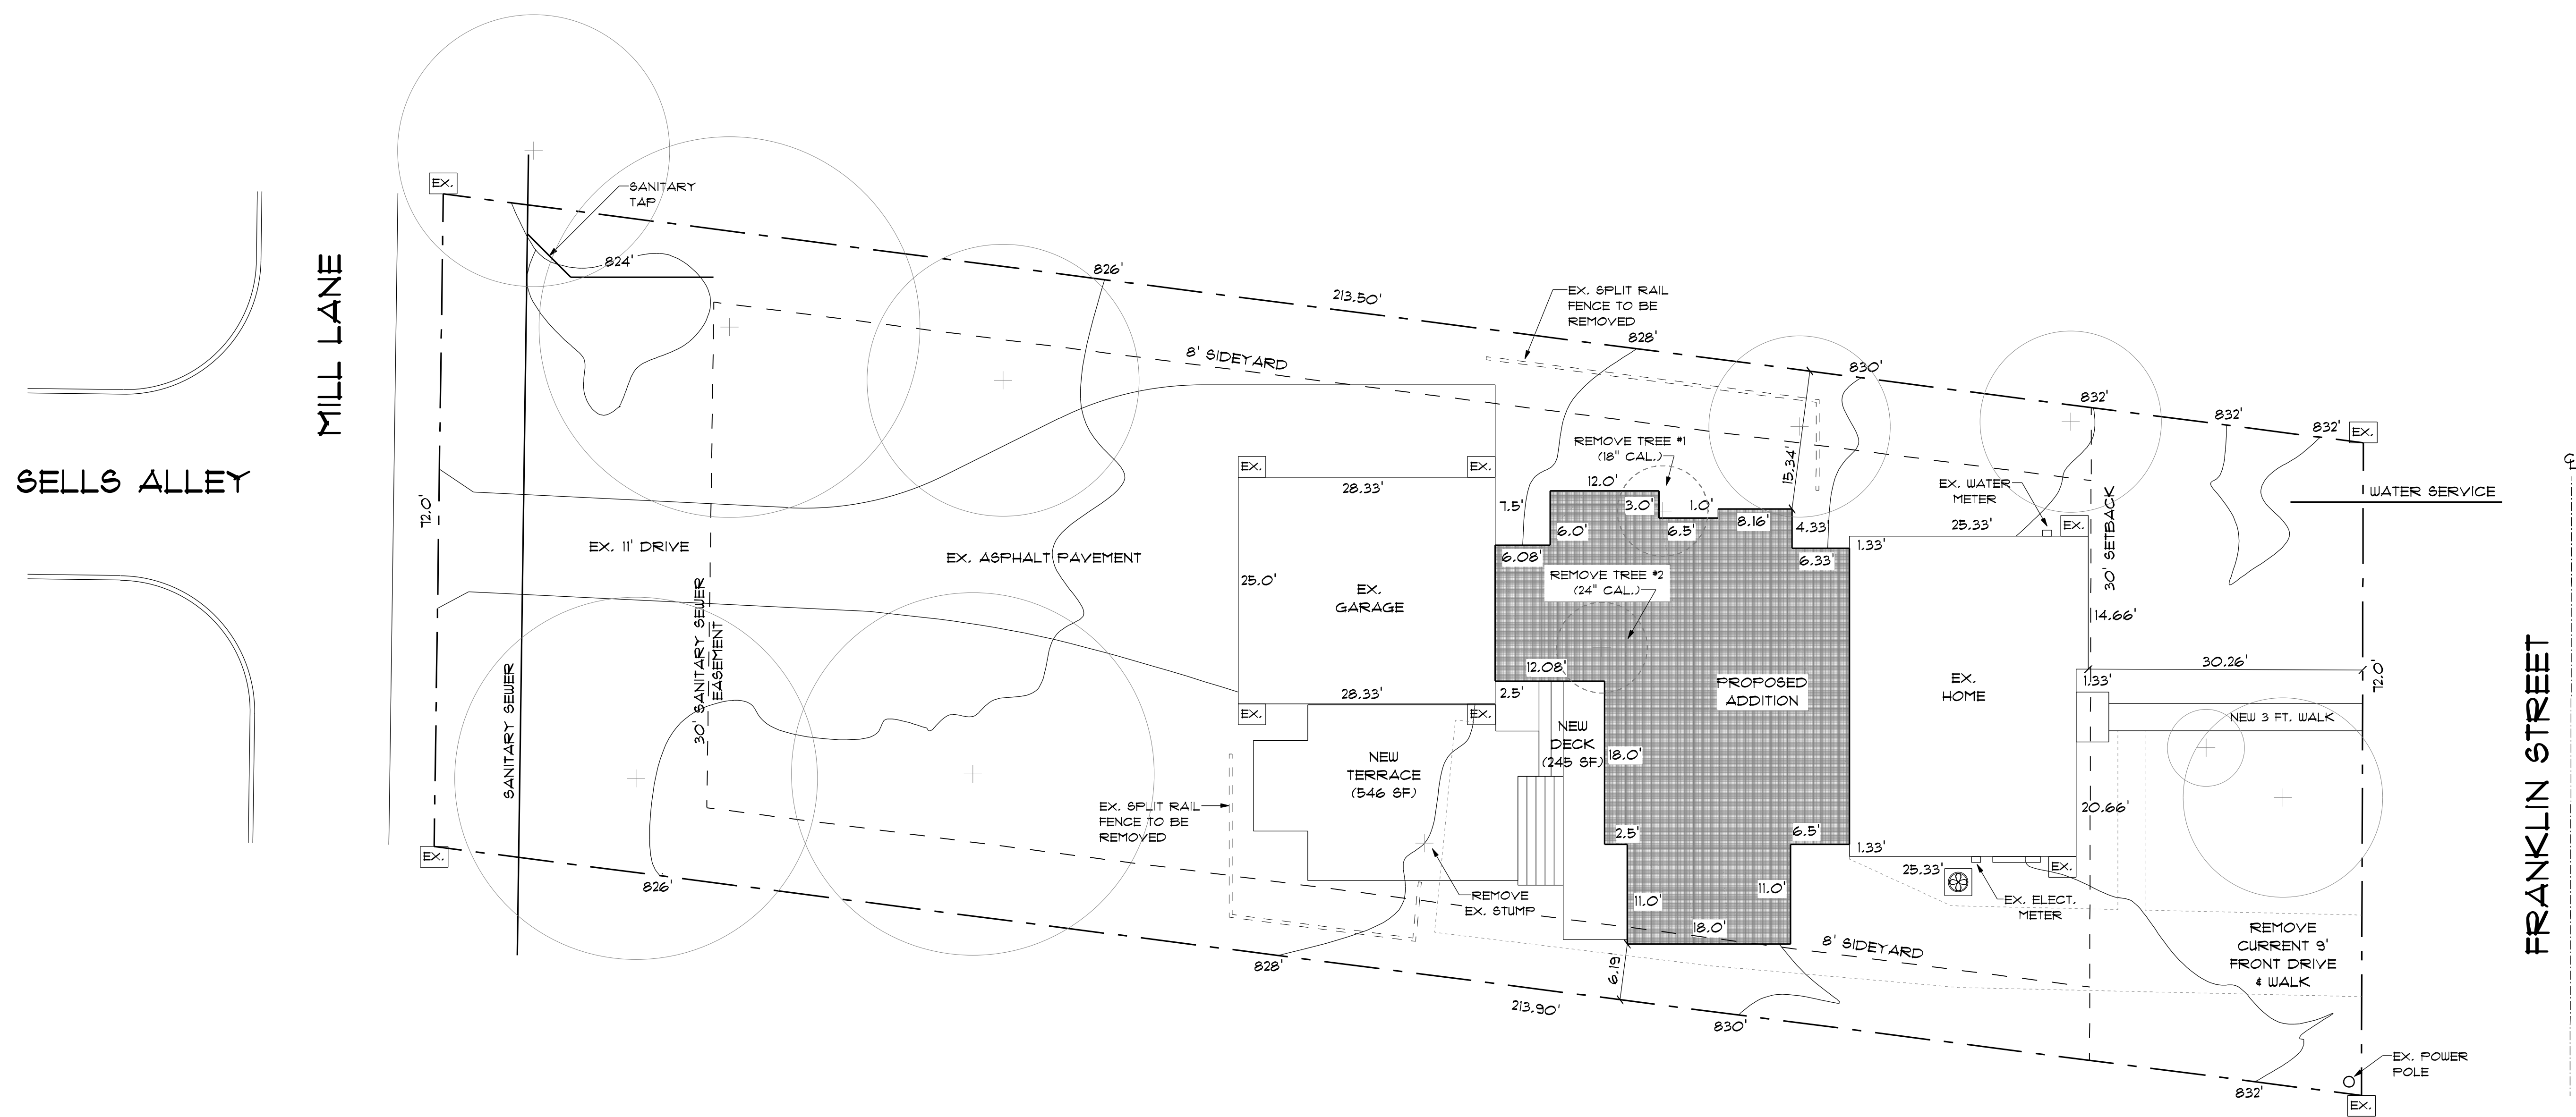 SELLS ALLEY
MILL LANE
EX.
SANITARY
TAP
824'
826'
213.50'
8' SIDEYARD
EX. SPLIT RAIL
FENCE TO BE
REMOVED
828'
830'
832'
832'
832'
EX.
REMOVE TREE #1
(18" CAL.)
15.34'
EX. WATER
METER
30' SETBACK
WATER SERVICE
℄
72.0'
EX. 11' DRIVE
30' SANITARY SEWER
EASEMENT
SANITARY SEWER
EX. ASPHALT PAVEMENT
EX.
EX.
28.33'
25.0'
EX.
GARAGE
28.33'
EX.
EX.
7.5'
12.0'
3.0'
1.0'
6.0'
6.5'
8.16'
4.33'
6.08'
6.33'
REMOVE TREE #2
(24" CAL.)
12.08'
2.5'
PROPOSED
ADDITION
25.33'
EX.
1.33'
14.66'
EX.
HOME
30.26'
1.33'
72.0'
NEW 3 FT. WALK
FRANKLIN STREET
NEW
DECK
(245 SF)
18.0'
NEW
TERRACE
(546 SF)
EX. SPLIT RAIL
FENCE TO BE
REMOVED
20.66'
2.5'
6.5'
1.33'
25.33'
EX.
EX. ELECT.
METER
11.0'
11.0'
18.0'
REMOVE
EX. STUMP
EX.
826'
828'
6.19'
8' SIDEYARD
213.90'
830'
REMOVE
CURRENT 9'
FRONT DRIVE
& WALK
EX. POWER
POLE
832'
EX.